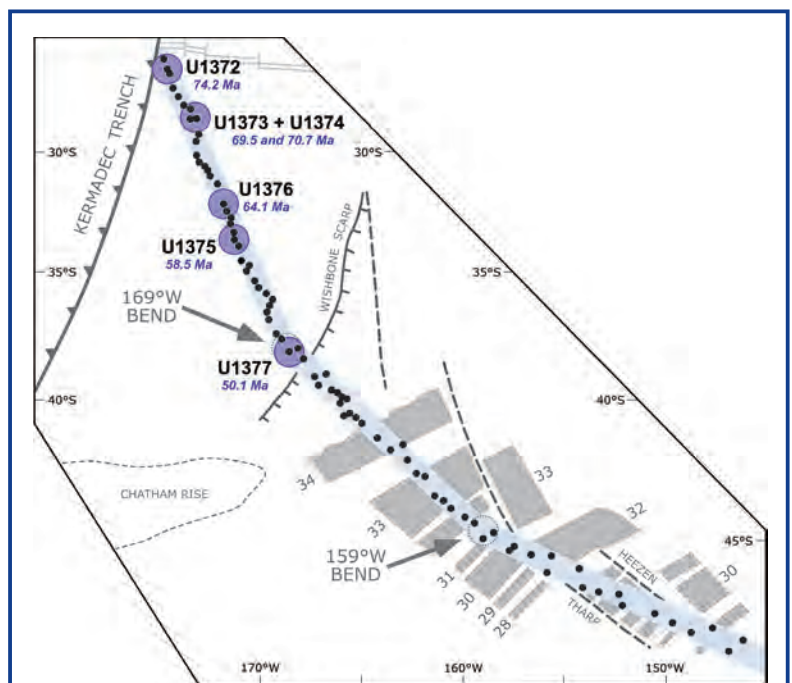 U1372
74.2 Ma
KERMADEC TRENCH
U1373 + U1374
69.5 and 70.7 Ma
30°S
30°S
U1376
64.1 Ma
U1375
58.5 Ma
WISHBONE SCARP
35°S
35°S
169°W
BEND
U1377
50.1 Ma
40°S
40°S
34
CHATHAM RISE
33
33
32
159°W
BEND
45°S
HEEZEN
31
30
30
29
THARP
28
170°W
160°W
150°W